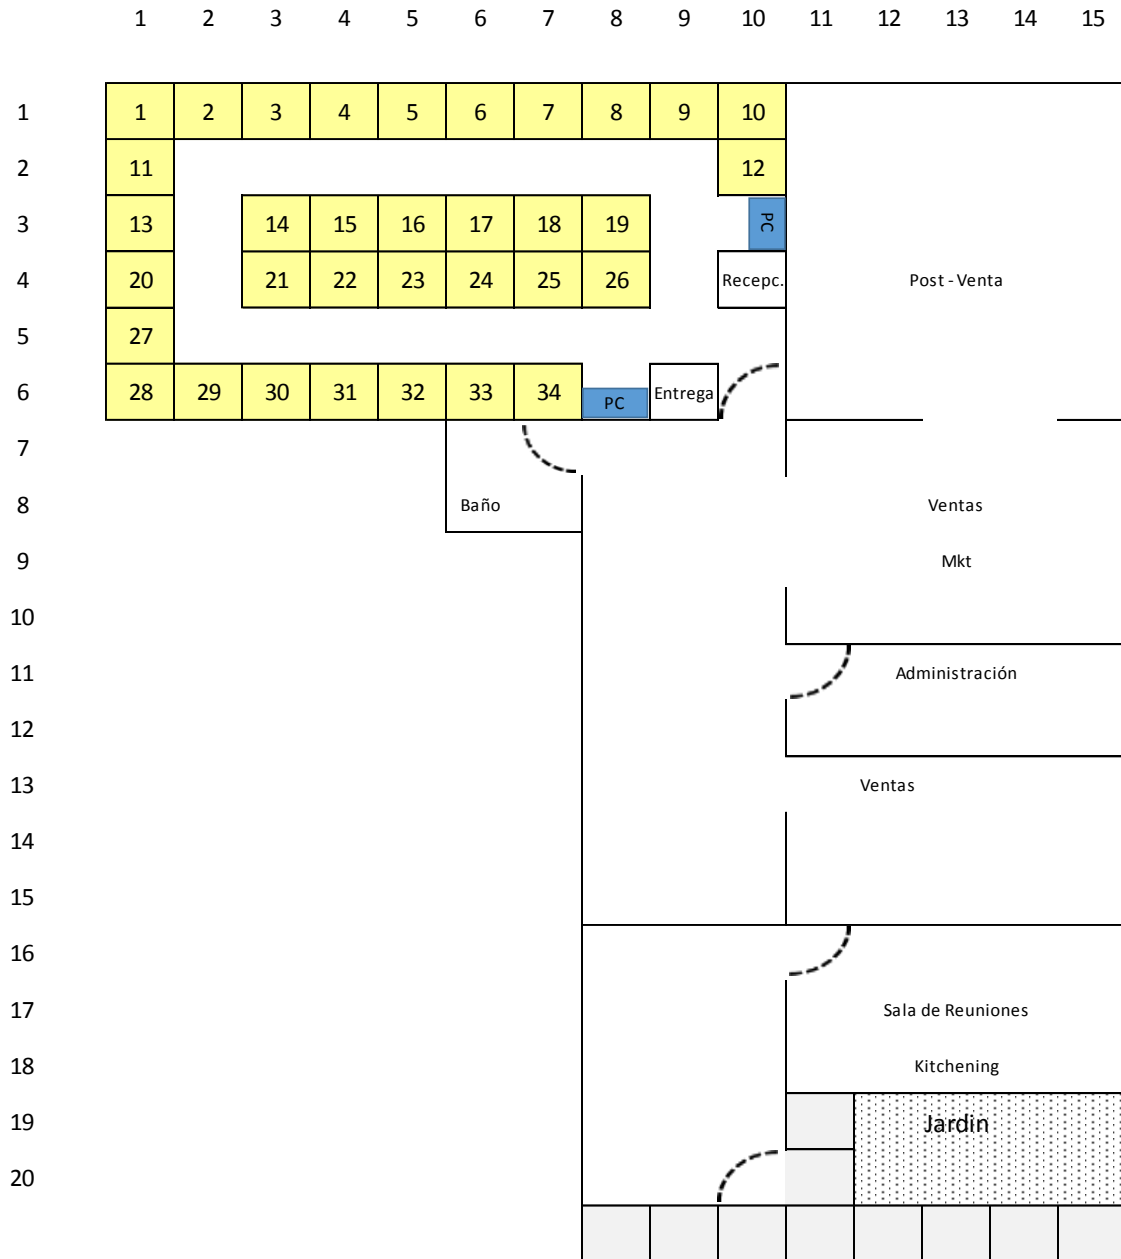 1 2 3 4 5 6 7 8 9 10 11 12 13 14 15
1 1 2 3 4 5 6 7 8 9 10
2 11 12
3 13 14 15 16 17 18 19 PC
4 20 21 22 23 24 25 26 Recepc. Post - Venta
5 27
6 28 29 30 31 32 33 34 PC Entrega
7
8 Baño Ventas
9 Mkt
10
11 Administración
12
13 Ventas
14
15
16
17 Sala de Reuniones
18 Kitchening
19 Jardin
20